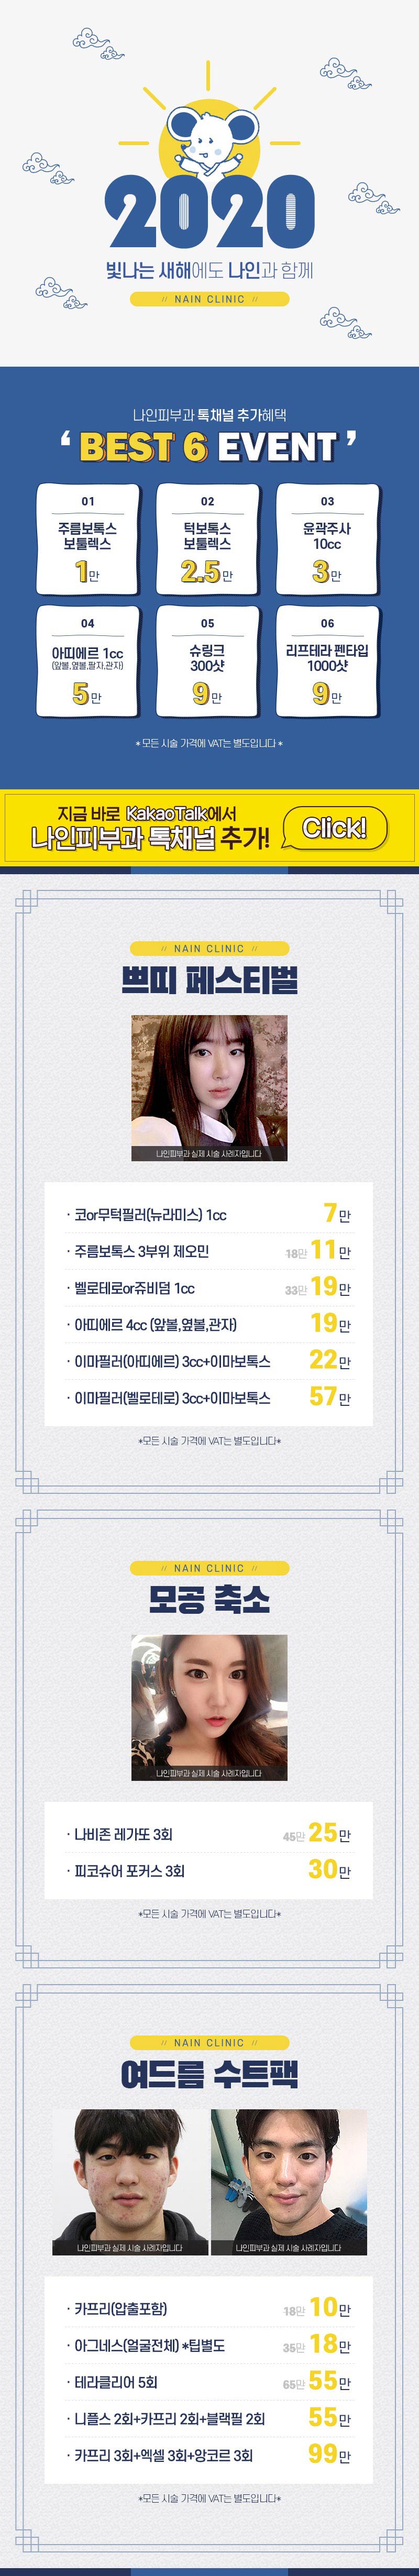 2020
빛나는 새해에도 나인과 함께
// NAIN CLINIC //
나인피부과 톡채널 추가혜택
‘ BEST 6 EVENT ’
01
주름보톡스
보툴렉스
1만
02
턱보톡스
보툴렉스
2.5만
03
윤곽주사
10cc
3만
04
아띠에르 1cc
(앞볼,옆볼,팔자,관자)
5만
05
슈링크
300샷
9만
06
리프테라 펜타입
1000샷
9만
* 모든 시술 가격에 VAT는 별도입니다 *
지금 바로 KakaoTalk에서
나인피부과 톡채널 추가!
Click!
// NAIN CLINIC //
쁘띠 페스티벌
나인피부과 실제 시술 사례자입니다
· 코or무턱필러(뉴라미스) 1cc 7만
· 주름보톡스 3부위 제오민 18만 11만
· 벨로테로or쥬비덤 1cc 33만 19만
· 아띠에르 4cc (앞볼,옆볼,관자) 19만
· 이마필러(아띠에르) 3cc+이마보톡스 22만
· 이마필러(벨로테로) 3cc+이마보톡스 57만
*모든 시술 가격에 VAT는 별도입니다*
// NAIN CLINIC //
모공 축소
나인피부과 실제 시술 사례자입니다
· 나비존 레가또 3회 45만 25만
· 피코슈어 포커스 3회 30만
*모든 시술 가격에 VAT는 별도입니다*
// NAIN CLINIC //
여드름 수트팩
나인피부과 실제 시술 사례자입니다
나인피부과 실제 시술 사례자입니다
· 카프리(압출포함) 18만 10만
· 아그네스(얼굴전체) *팁별도 35만 18만
· 테라클리어 5회 65만 55만
· 니플스 2회+카프리 2회+블랙필 2회 55만
· 카프리 3회+엑셀 3회+앙코르 3회 99만
*모든 시술 가격에 VAT는 별도입니다*